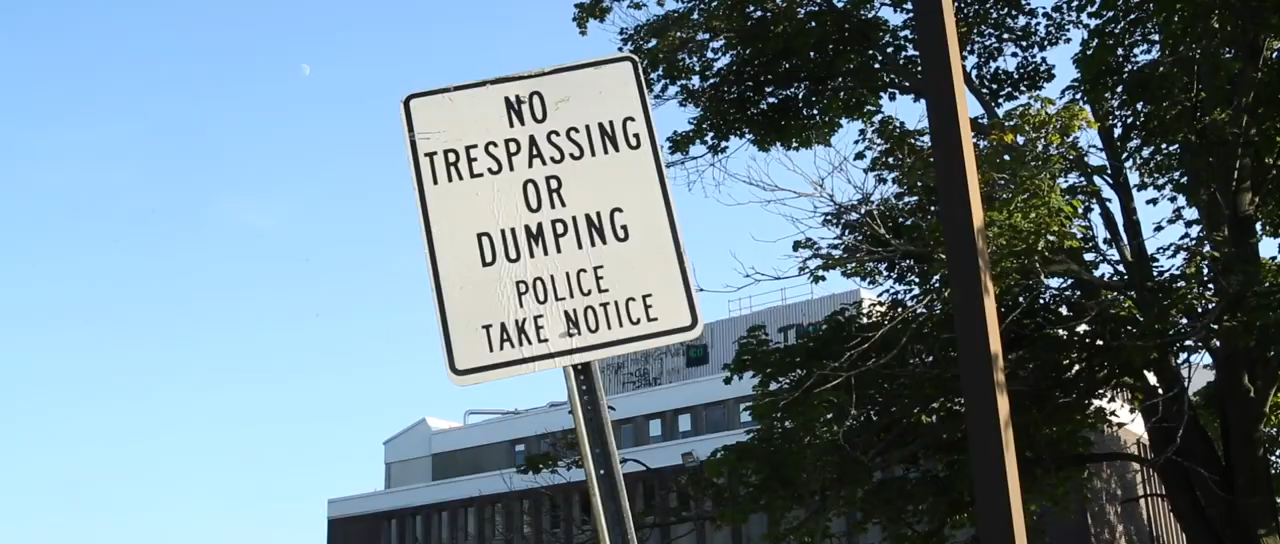 NO
TRESPASSING
OR
DUMPING
POLICE
TAKE NOTICE